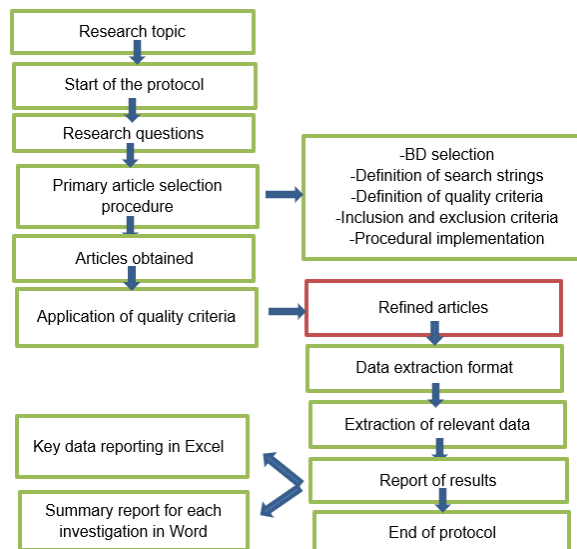 Research topic
Start of the protocol
Research questions
Primary article selection
procedure
-BD selection
-Definition of search strings
-Definition of quality criteria
-Inclusion and exclusion criteria
-Procedural implementation
Articles obtained
Application of quality criteria
Refined articles
Data extraction format
Extraction of relevant data
Key data reporting in Excel
Report of results
Summary report for each
investigation in Word
End of protocol